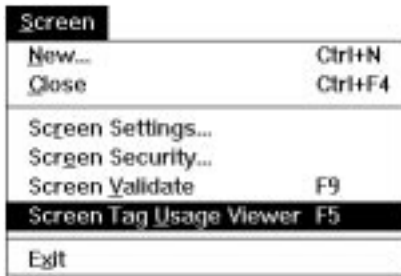 Screen
New... Ctrl+N
Close Ctrl+F4
Screen Settings...
Screen Security...
Screen Validate F9
Screen Tag Usage Viewer F5
Exit